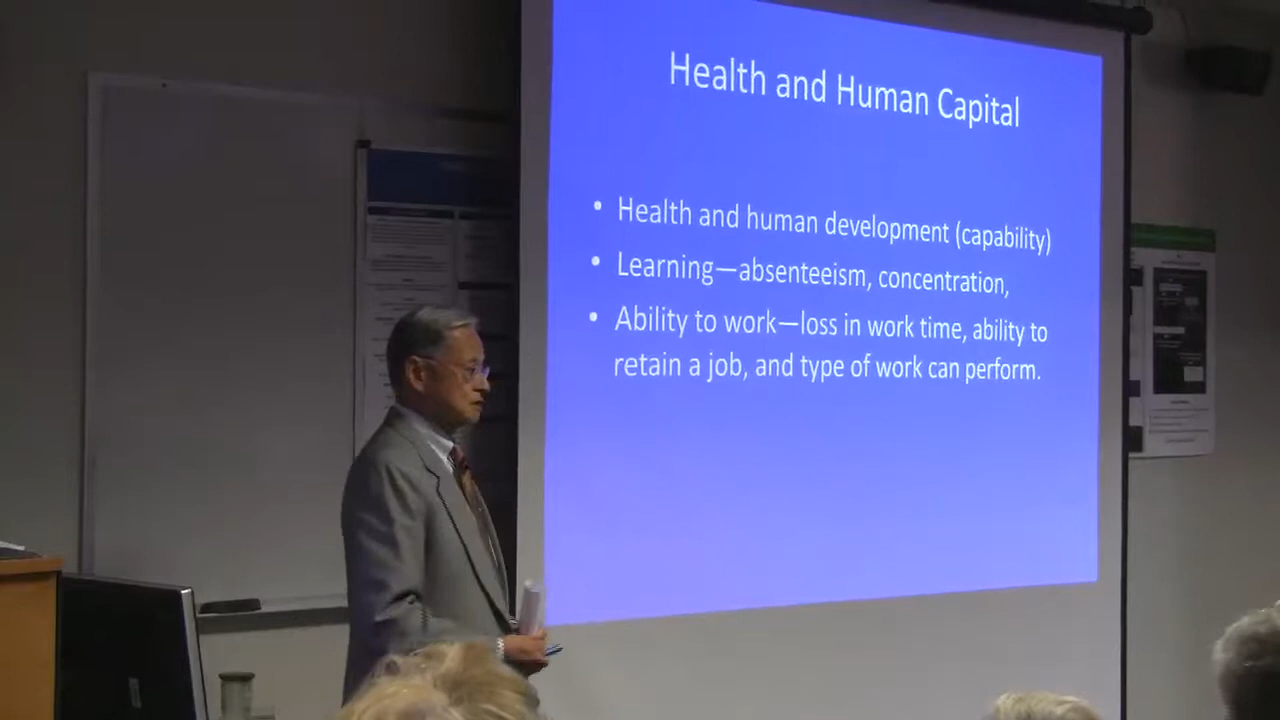 Health and Human Capital
• Health and human development (capability)
• Learning—absenteeism, concentration,
• Ability to work—loss in work time, ability to
retain a job, and type of work can perform.